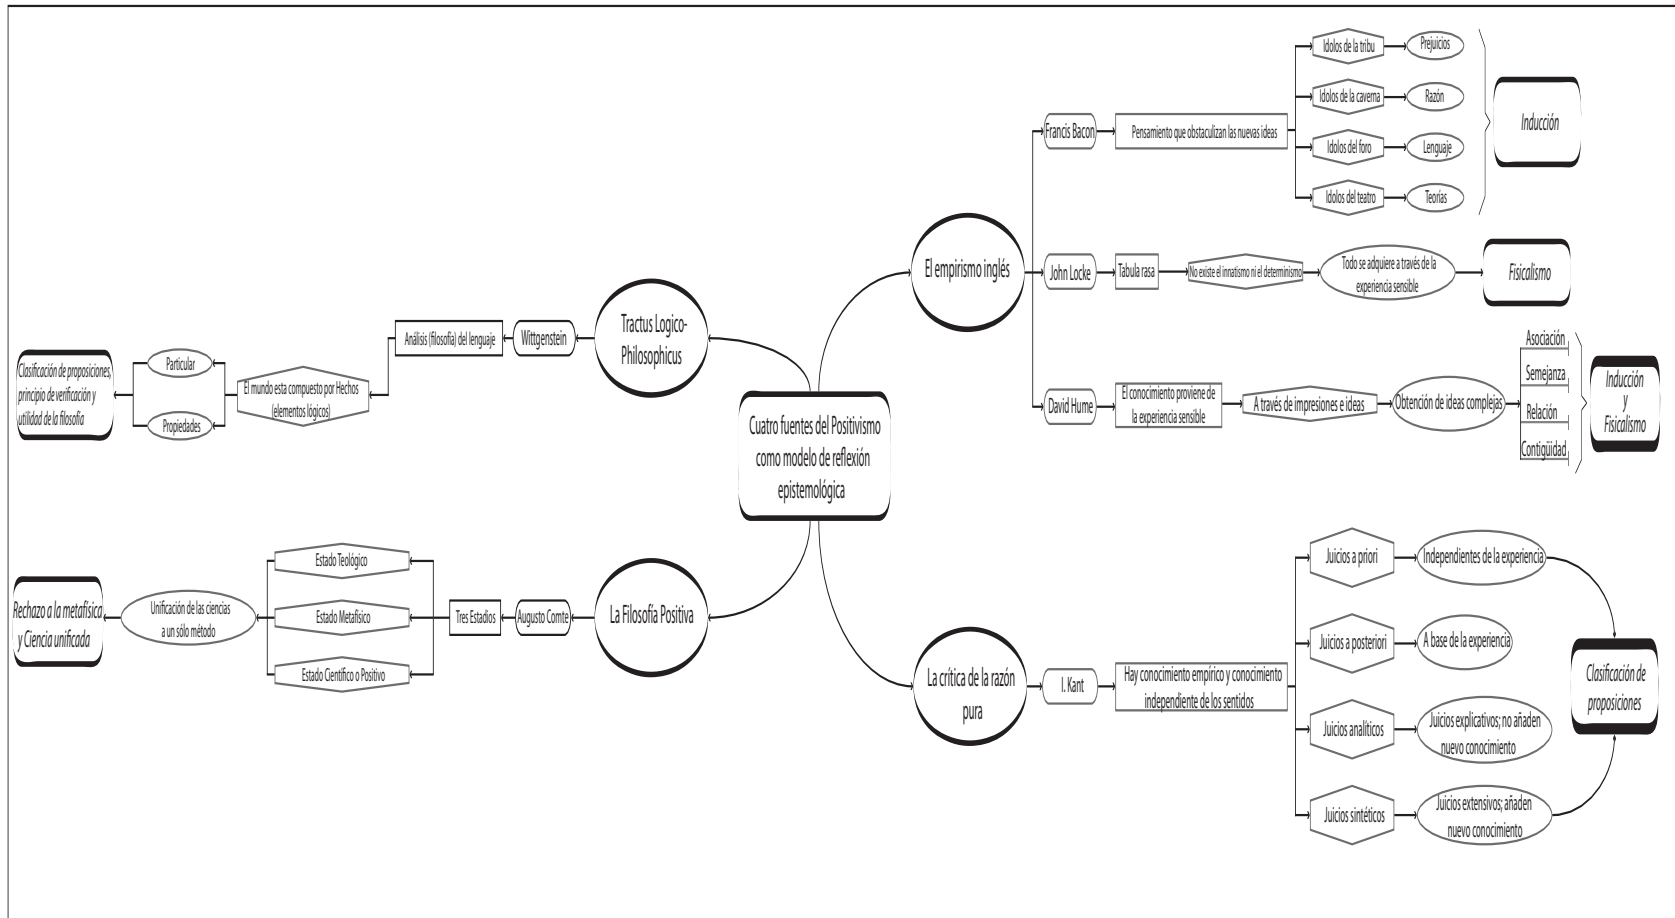 Cuatro fuentes del Positivismo
como modelo de reflexión
epistemológica
El empirismo inglés
Francis Bacon
Pensamiento que obstaculizan las nuevas ideas
Idolos de la tribu
Prejuicios
Idolos de la caverna
Razón
Idolos del foro
Lenguaje
Idolos del teatro
Teorías
Inducción
John Locke
Tabula rasa
No existe el innatismo ni el determinismo
Todo se adquiere a través de la
experiencia sensible
Fisicalismo
David Hume
El conocimiento proviene de
la experiencia sensible
A través de impresiones e ideas
Obtención de ideas complejas
Asociación
Semejanza
Relación
Contigüidad
Inducción
y
Fisicalismo
Tractus Logico-
Philosophicus
Wittgenstein
Análisis (filosofía) del lenguaje
El mundo esta compuesto por Hechos
(elementos lógicos)
Particular
Propiedades
Clasificación de proposiciones,
principio de verificación y
utilidad de la filosofía
La Filosofía Positiva
Augusto Comte
Tres Estadios
Estado Teológico
Estado Metafísico
Estado Científico o Positivo
Unificación de las ciencias
a un sólo método
Rechazo a la metafísica
y Ciencia unificada
La crítica de la razón
pura
I. Kant
Hay conocimiento empírico y conocimiento
independiente de los sentidos
Juicios a priori
Independientes de la experiencia
Juicios a posteriori
A base de la experiencia
Juicios analíticos
Juicios explicativos; no añaden
nuevo conocimiento
Juicios sintéticos
Juicios extensivos; añaden
nuevo conocimiento
Clasificación de
proposiciones